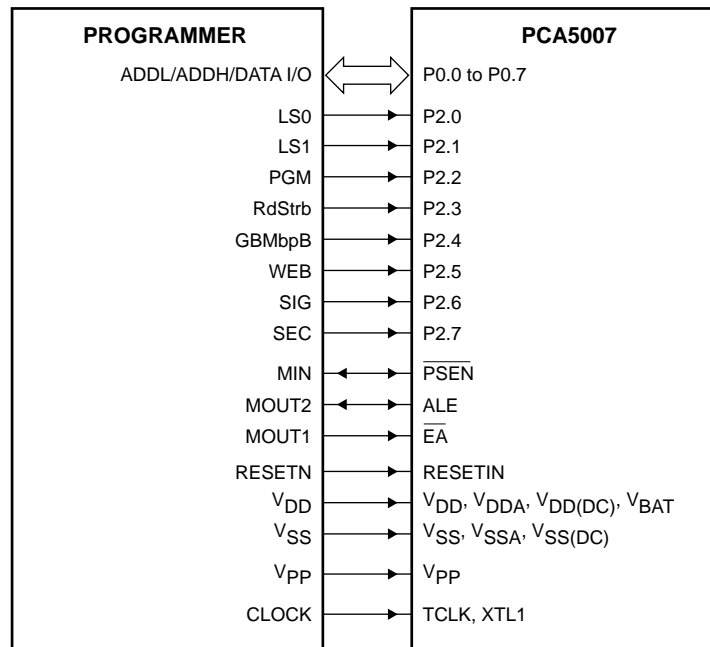 PROGRAMMER PCA5007
ADDL/ADDH/DATA I/O P0.0 to P0.7
LS0 P2.0
LS1 P2.1
PGM P2.2
RdStrb P2.3
GBMbpB P2.4
WEB P2.5
SIG P2.6
SEC P2.7
MIN PSEN
MOUT2 ALE
MOUT1 EA
RESETN RESETIN
VDD VDD, VDDA, VDD(DC), VBAT
VSS VSS, VSSA, VSS(DC)
VPP VPP
CLOCK TCLK, XTL1